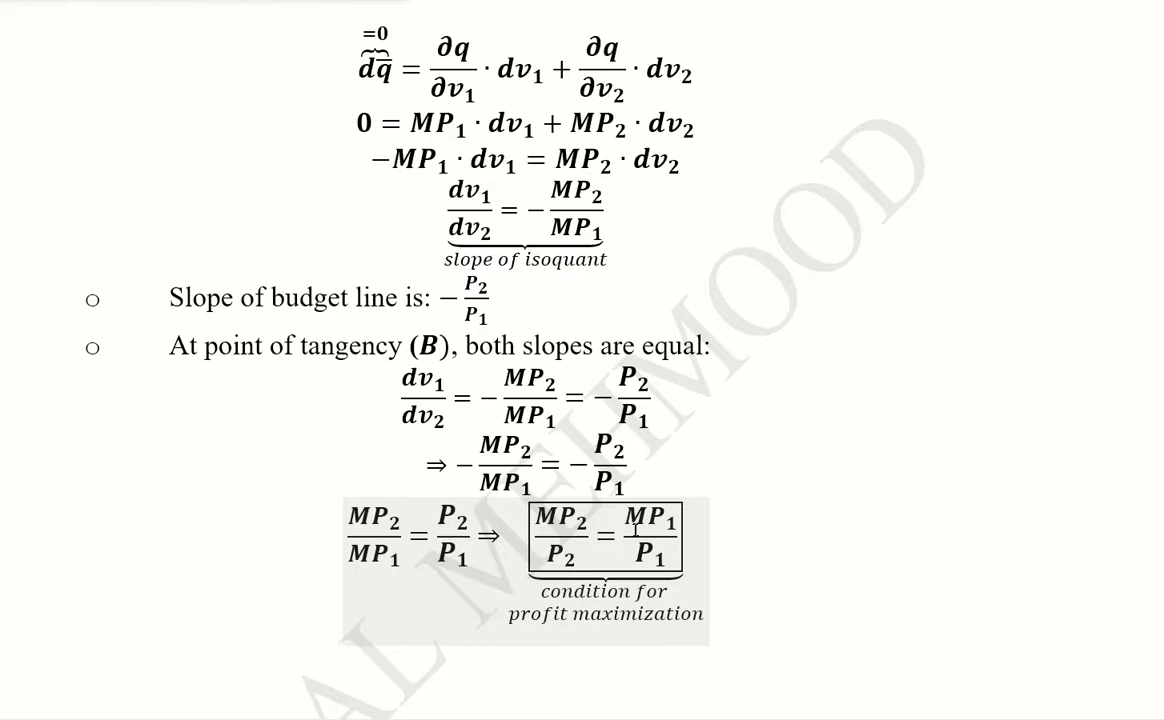 =0
dq̅ = ∂q/∂v₁ · dv₁ + ∂q/∂v₂ · dv₂
0 = MP₁ · dv₁ + MP₂ · dv₂
−MP₁ · dv₁ = MP₂ · dv₂
dv₁/dv₂ = − MP₂/MP₁
slope of isoquant
○ Slope of budget line is: − P₂/P₁
○ At point of tangency (B), both slopes are equal:
dv₁/dv₂ = − MP₂/MP₁ = − P₂/P₁
⇒ − MP₂/MP₁ = − P₂/P₁
MP₂/MP₁ = P₂/P₁ ⇒ MP₂/P₂ = MP₁/P₁
condition for
profit maximization
AL MEHMOOD